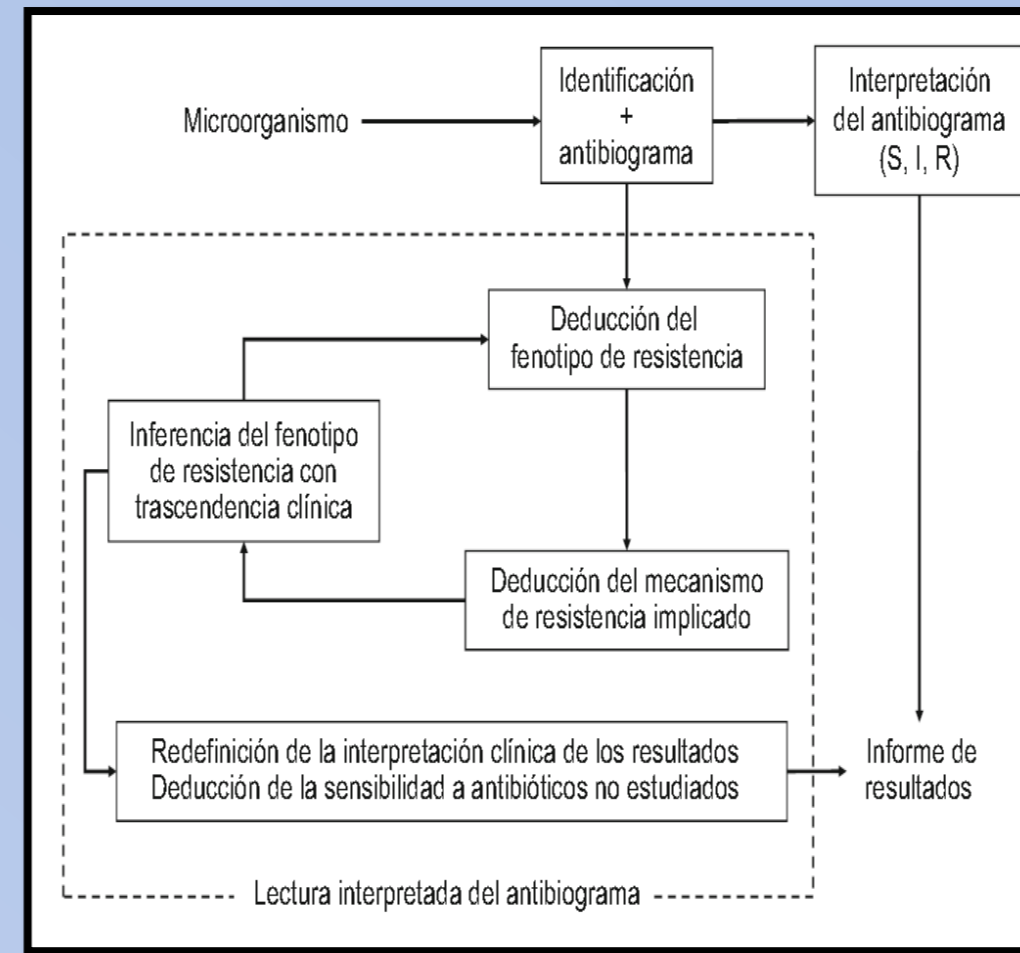 Microorganismo
Identificación
+
antibiograma
Interpretación
del antibiograma
(S, I, R)
Deducción del
fenotipo de resistencia
Inferencia del fenotipo
de resistencia con
trascendencia clínica
Deducción del mecanismo
de resistencia implicado
Redefinición de la interpretación clínica de los resultados
Deducción de la sensibilidad a antibióticos no estudiados
Informe de
resultados
Lectura interpretada del antibiograma